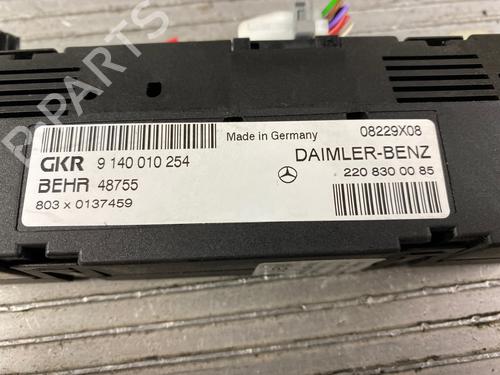 B-PARTS
Made in Germany
08229X08
GKR 9 140 010 254
DAIMLER-BENZ
BEHR 48755
220 830 00 85
803 x 0137459